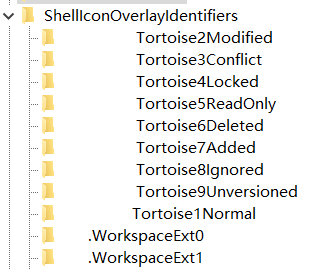 ShellIconOverlayIdentifiers
Tortoise2Modified
Tortoise3Conflict
Tortoise4Locked
Tortoise5ReadOnly
Tortoise6Deleted
Tortoise7Added
Tortoise8Ignored
Tortoise9Unversioned
Tortoise1Normal
.WorkspaceExt0
.WorkspaceExt1